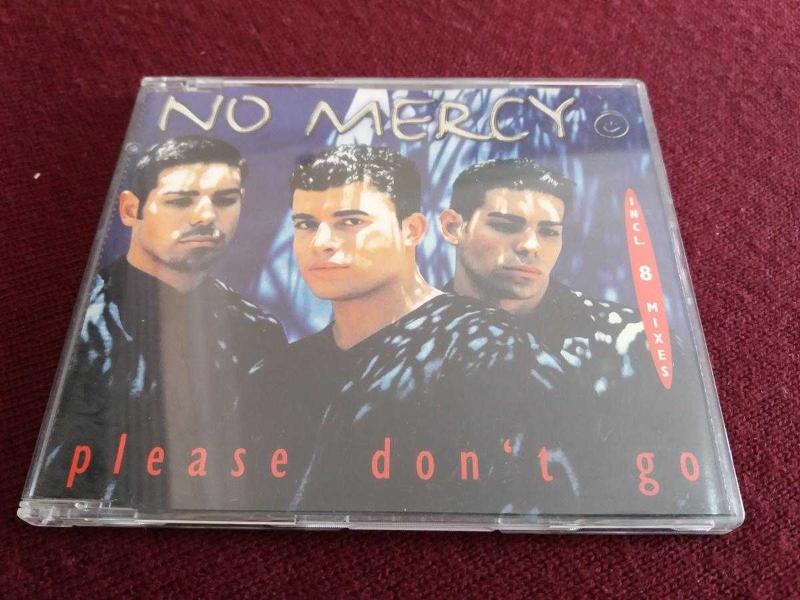 NO MERCY
INCL. 8 MIXES
please don't go